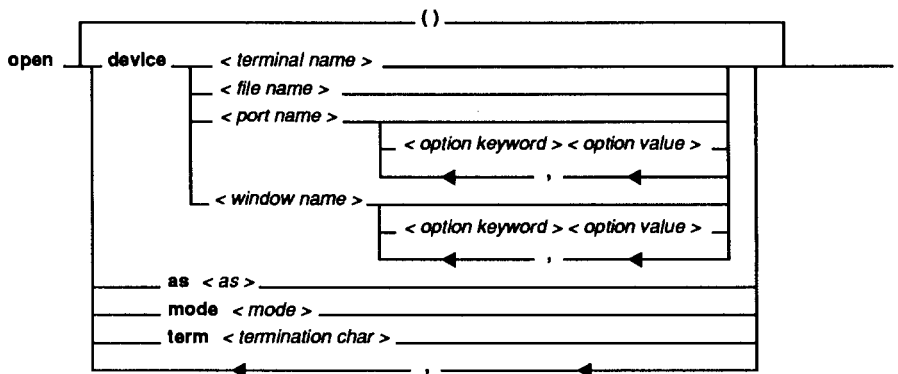 ()
open device < terminal name >
< file name >
< port name >
< option keyword > < option value >
,
< window name >
< option keyword > < option value >
,
as < as >
mode < mode >
term < termination char >
,